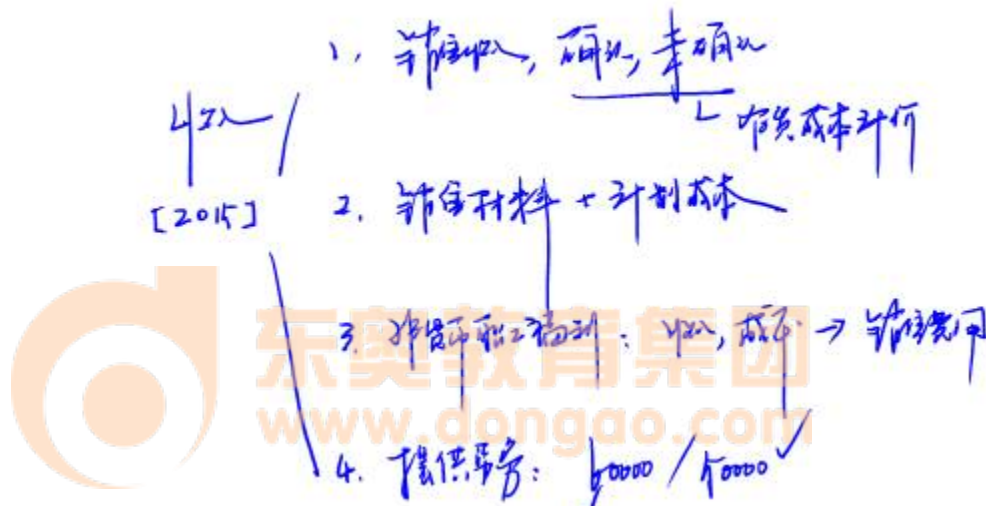 1、销售收入,确认,未确认
存货成本计价
收入
[2015]
2、销售材料+计划成本
3、非货币职工福利:收入,成本→销售费用
东奥教育集团
www.dongao.com
4、提供劳务:60000/50000✓